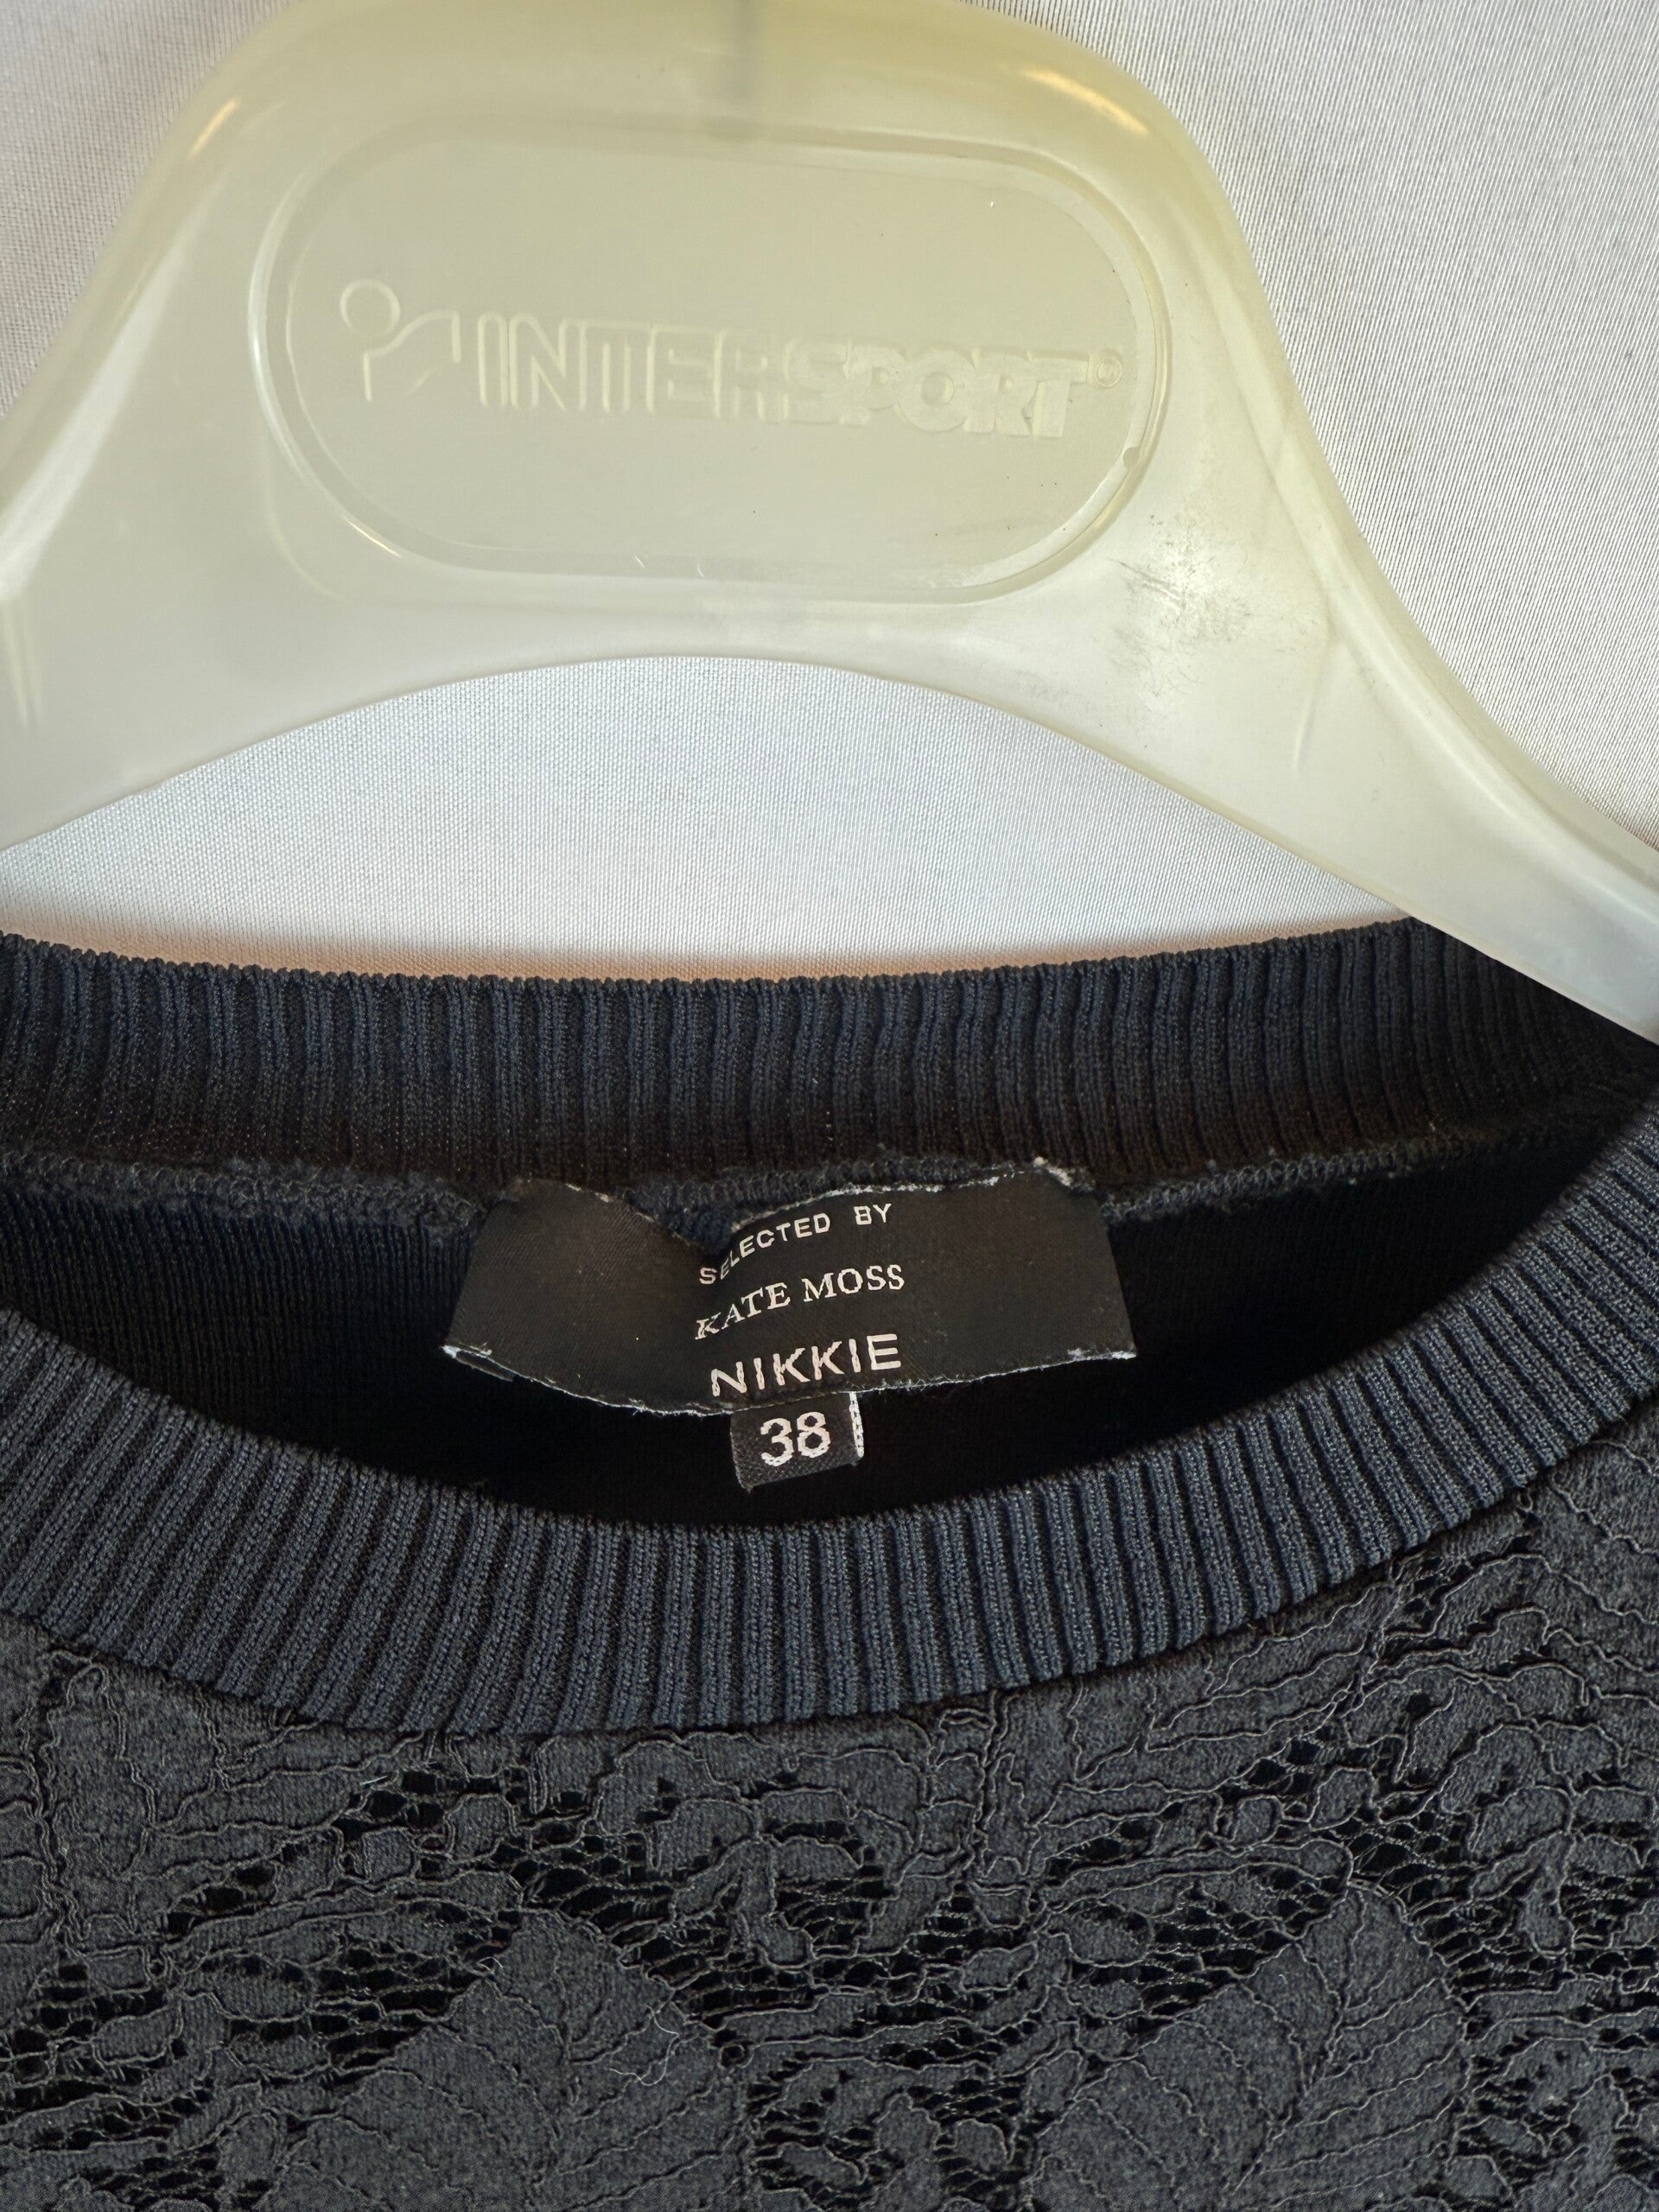 INTERSPORT©
SELECTED BY
KATE MOSS
NIKKIE
38